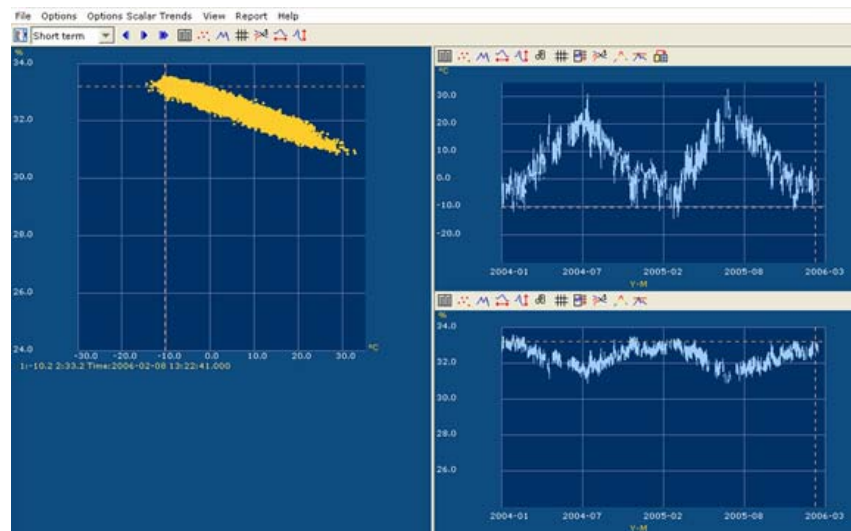 File Options Options Scalar Trends View Report Help
Short term
%
34.0
32.0
30.0
28.0
26.0
24.0
-30.0 -20.0 -10.0 0.0 10.0 20.0 30.0 °C
1:-10.2 2:33.2 Time:2006-02-08 13:22:41.000
°C
30.0
20.0
10.0
0.0
-10.0
-20.0
2004-01 2004-07 2005-02 2005-08 2006-03
Y-M
%
34.0
32.0
30.0
28.0
26.0
2004-01 2004-07 2005-02 2005-08 2006-03
Y-M